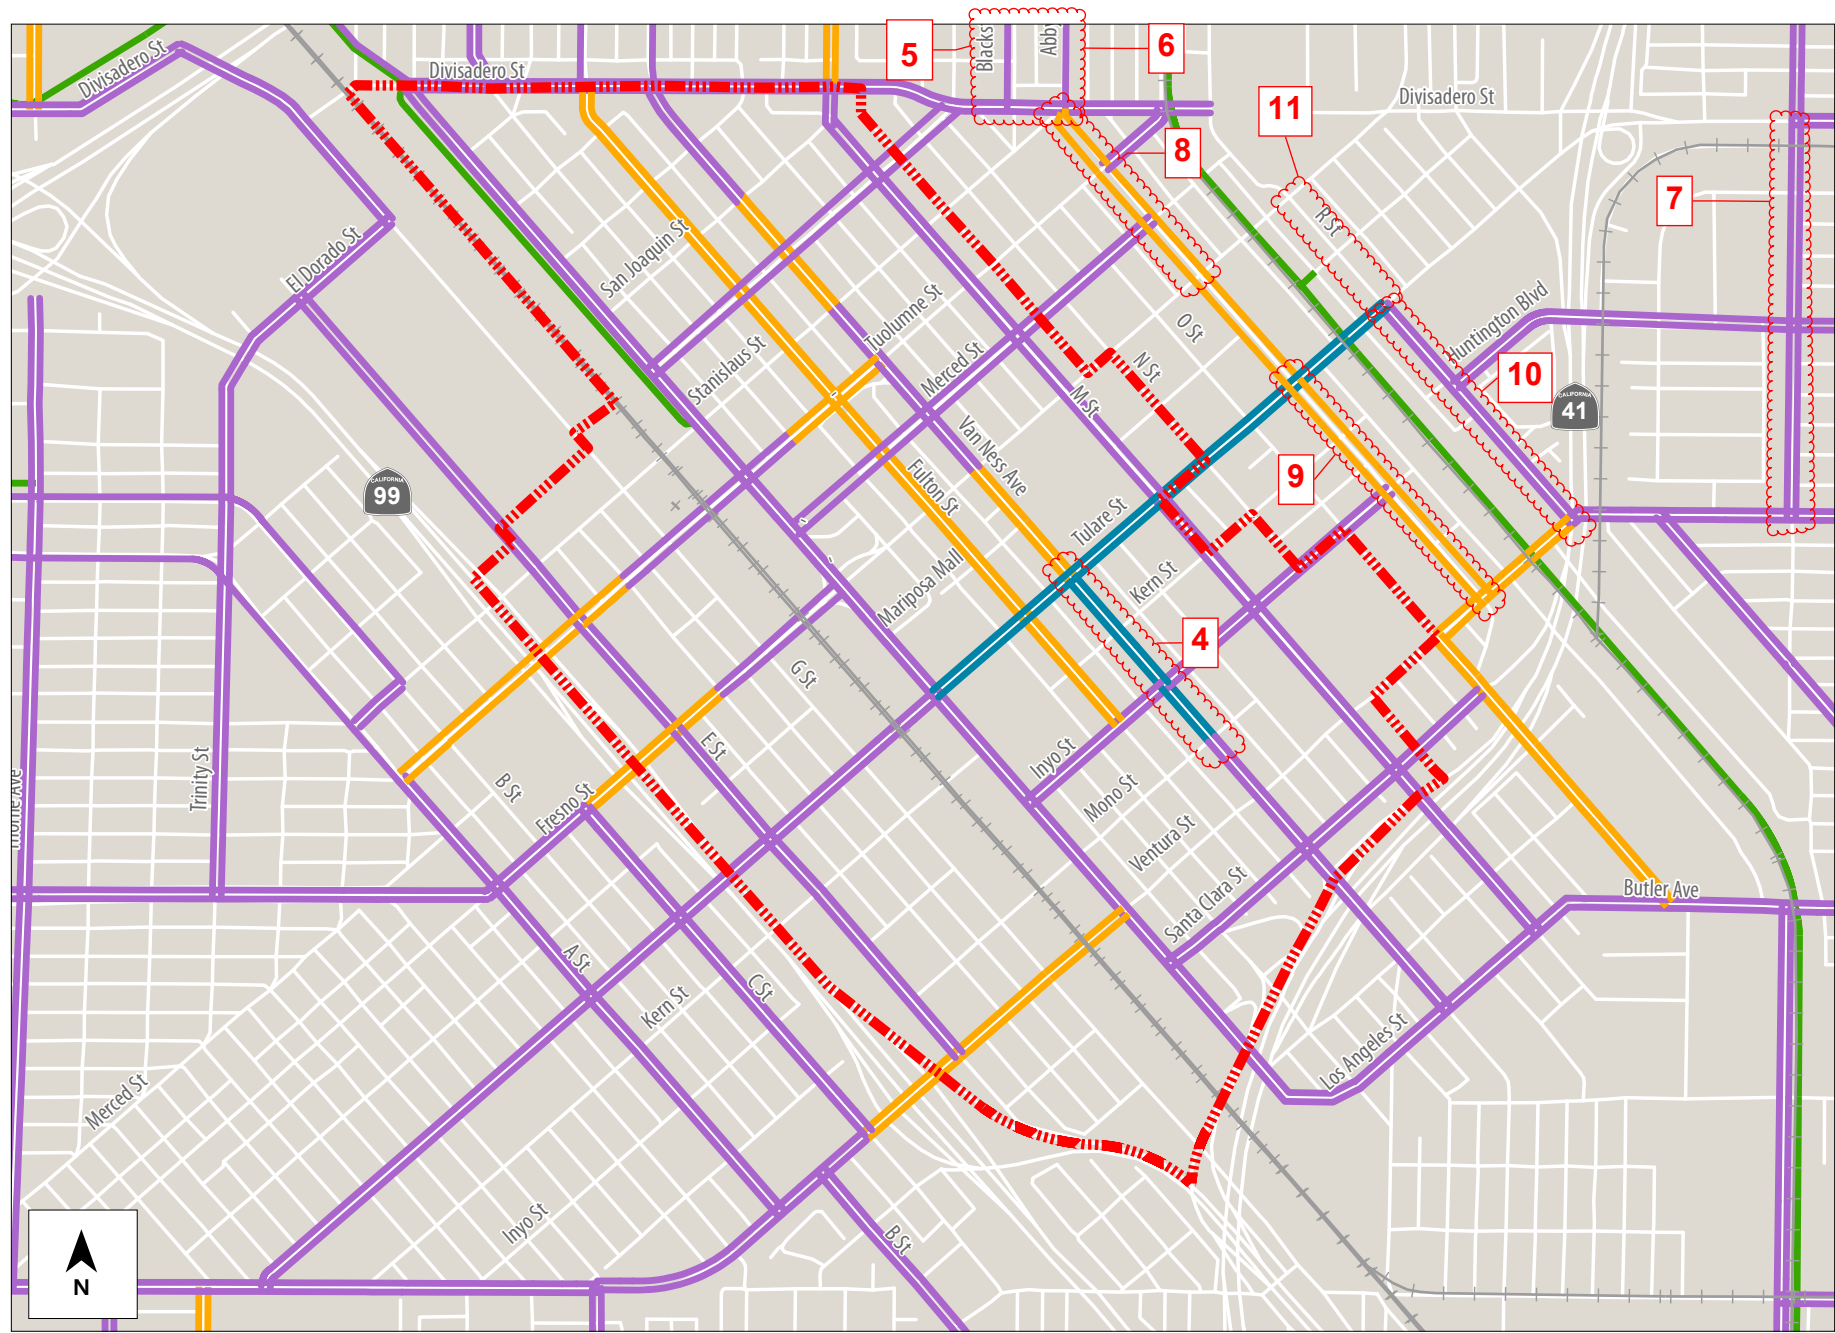 5
Blacks
Abb
6
Divisadero St
Divisadero St
Divisadero St
11
8
7
R St
El Dorado St
San Joaquin St
Tuolumne St
O St
Huntington Blvd
Stanislaus St
Merced St
N St
M St
10
CALIFORNIA
41
Van Ness Ave
9
Fulton St
CALIFORNIA
99
Tulare St
Kern St
Mariposa Mall
4
G St
E St
Inyo St
Mono St
Trinity St
B St
Fresno St
Ventura St
Santa Clara St
Butler Ave
A St
C St
Kern St
Los Angeles St
Merced St
Inyo St
B St
N